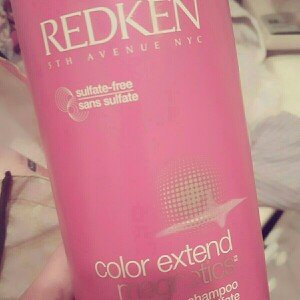 REDKEN
5TH AVENUE NYC
sulfate-free
sans sulfate
color extend
magnetics
shampoo